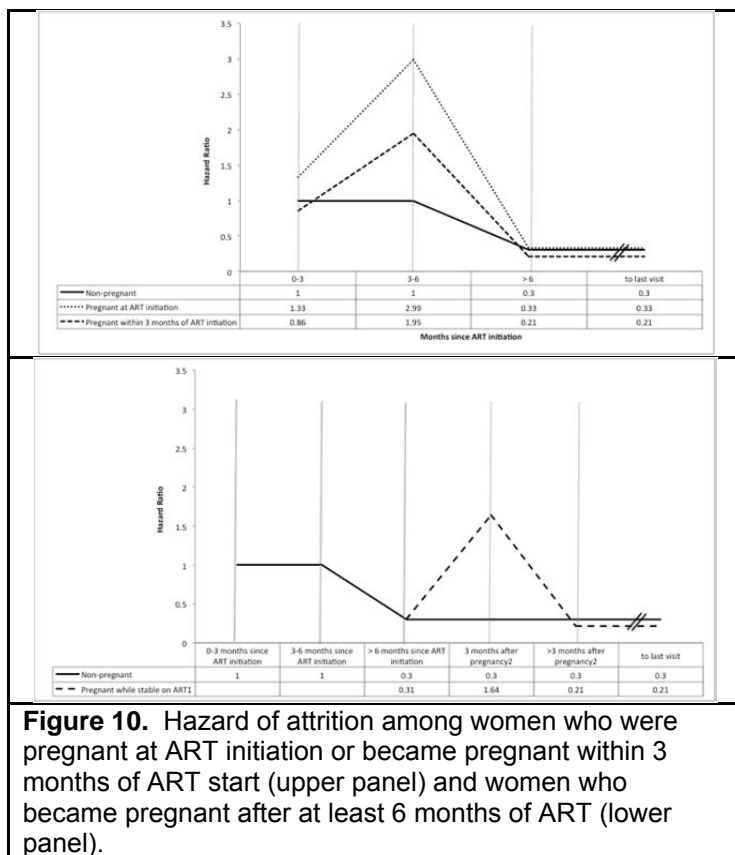 3.5
3
2.5
2
1.5
1
0.5
0
Hazard Ratio
0-3 3-6 > 6 to last visit
Non-pregnant 1 1 0.3 0.3
Pregnant at ART initiation 1.33 2.99 0.33 0.33
Pregnant within 3 months of ART intiation 0.86 1.95 0.21 0.21
Months since ART initiation
3.5
3
2.5
2
1.5
1
0.5
0
Hazard Ratio
0-3 months since 3-6 months since > 6 months since ART 3 months after >3 months after to last visit
ART initiation ART initiation initiation pregnancy2 pregnancy2
Non-pregnant 1 1 0.3 0.3 0.3 0.3
Pregnant while stable on ART1 0.31 1.64 0.21 0.21
Figure 10. Hazard of attrition among women who were
pregnant at ART initiation or became pregnant within 3
months of ART start (upper panel) and women who
became pregnant after at least 6 months of ART (lower
panel).